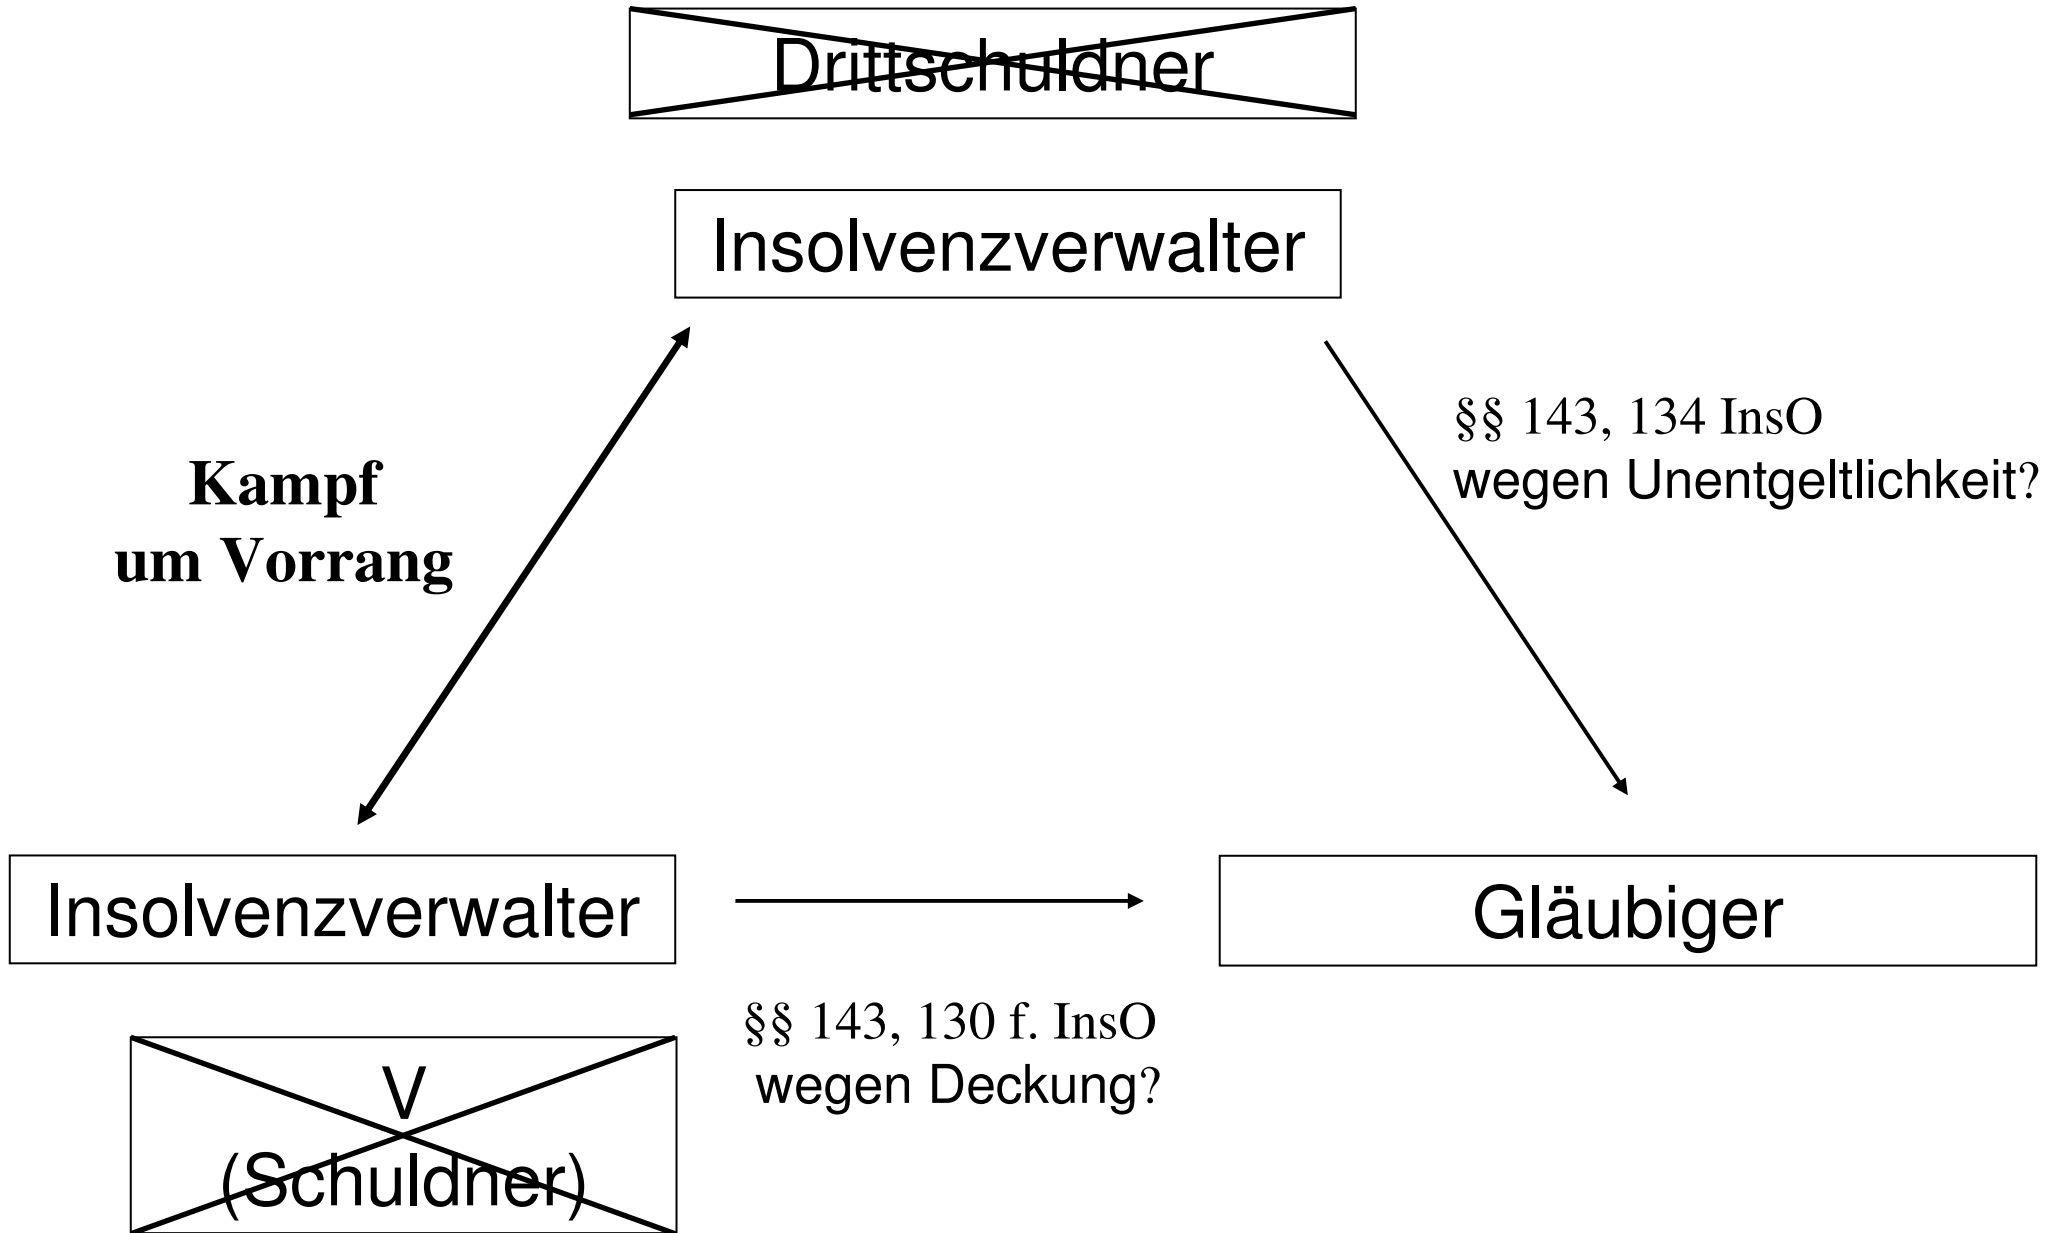 Drittschuldner
Insolvenzverwalter
§§ 143, 134 InsO
wegen Unentgeltlichkeit?
Kampf
um Vorrang
Insolvenzverwalter
Gläubiger
§§ 143, 130 f. InsO
wegen Deckung?
V
(Schuldner)